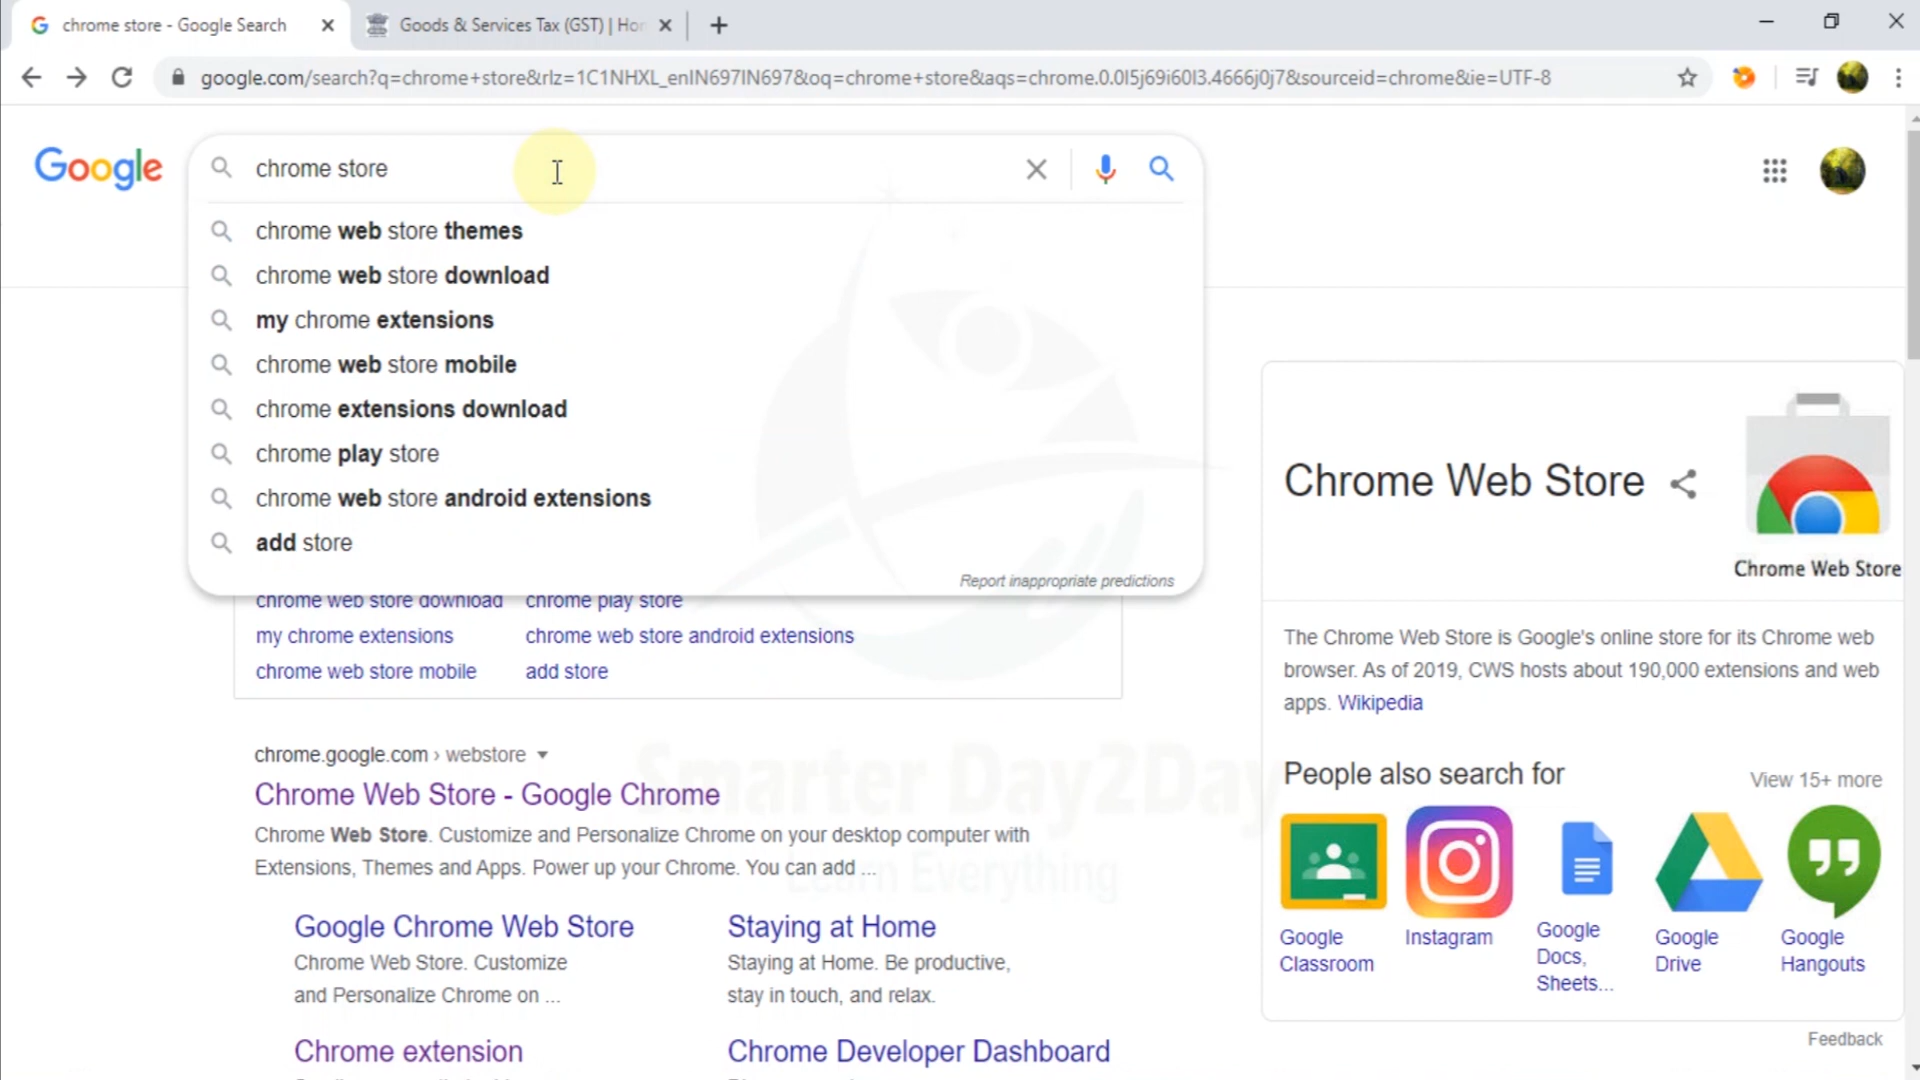 chrome store - Google Search
Goods & Services Tax (GST) | Hor
google.com/search?q=chrome+store&rlz=1C1NHXL_enIN697IN697&oq=chrome+store&aqs=chrome.0.0l5j69i60l3.4666j0j7&sourceid=chrome&ie=UTF-8
Google
chrome store
chrome web store themes
chrome web store download
my chrome extensions
chrome web store mobile
chrome extensions download
chrome play store
chrome web store android extensions
add store
Report inappropriate predictions
chrome web store download chrome play store
my chrome extensions chrome web store android extensions
chrome web store mobile add store
chrome.google.com › webstore
Chrome Web Store - Google Chrome
Chrome Web Store. Customize and Personalize Chrome on your desktop computer with
Extensions, Themes and Apps. Power up your Chrome. You can add ...
Google Chrome Web Store
Chrome Web Store. Customize
and Personalize Chrome on ...
Staying at Home
Staying at Home. Be productive,
stay in touch, and relax.
Chrome extension
Chrome Developer Dashboard
Smarter Day2Day
Learn Everything
Chrome Web Store
Chrome Web Store
The Chrome Web Store is Google's online store for its Chrome web
browser. As of 2019, CWS hosts about 190,000 extensions and web
apps. Wikipedia
People also search for
View 15+ more
Google
Classroom
Instagram
Google
Docs,
Sheets...
Google
Drive
Google
Hangouts
Feedback